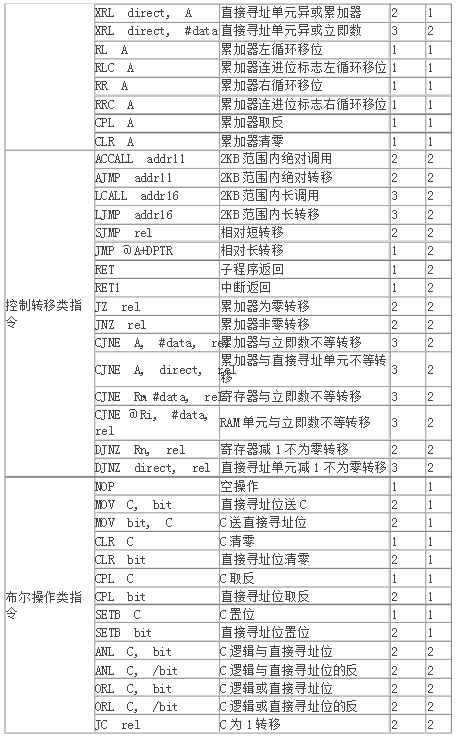 XRL direct, A 直接寻址单元异或累加器 2 1
XRL direct, #data 直接寻址单元异或立即数 3 2
RL A 累加器左循环移位 1 1
RLC A 累加器连进位标志左循环移位 1 1
RR A 累加器右循环移位 1 1
RRC A 累加器连进位标志右循环移位 1 1
CPL A 累加器取反 1 1
CLR A 累加器清零 1 1
控制转移类指令
ACCALL addr11 2KB 范围内绝对调用 2 2
AJMP addr11 2KB 范围内绝对转移 2 2
LCALL addr16 2KB 范围内长调用 3 2
LJMP addr16 2KB 范围内长转移 3 2
SJMP rel 相对短转移 2 2
JMP @A+DPTR 相对长转移 1 2
RET 子程序返回 1 2
RET1 中断返回 1 2
JZ rel 累加器为零转移 2 2
JNZ rel 累加器非零转移 2 2
CJNE A, #data, rel 累加器与立即数不等转移 3 2
CJNE A, direct, rel 累加器与直接寻址单元不等转移 3 2
CJNE Rn, #data, rel 寄存器与立即数不等转移 3 2
CJNE @Ri, #data, rel RAM 单元与立即数不等转移 3 2
DJNZ Rn, rel 寄存器减 1 不为零转移 2 2
DJNZ direct, rel 直接寻址单元减 1 不为零转移 3 2
布尔操作类指令
NOP 空操作 1 1
MOV C, bit 直接寻址位送 C 2 1
MOV bit, C C 送直接寻址位 2 1
CLR C C 清零 1 1
CLR bit 直接寻址位清零 2 1
CPL C C 取反 1 1
CPL bit 直接寻址位取反 2 1
SETB C C 置位 1 1
SETB bit 直接寻址位置位 2 1
ANL C, bit C 逻辑与直接寻址位 2 2
ANL C, /bit C 逻辑与直接寻址位的反 2 2
ORL C, bit C 逻辑或直接寻址位 2 2
ORL C, /bit C 逻辑或直接寻址位的反 2 2
JC rel C 为 1 转移 2 2